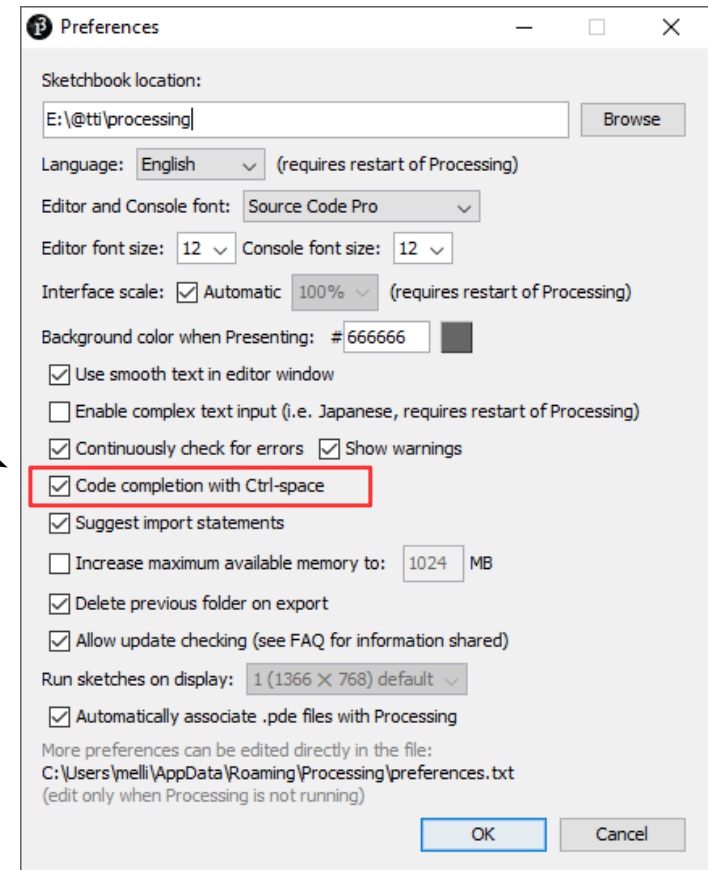 Preferences
Sketchbook location:
E:\@tti\processing Browse
Language: English (requires restart of Processing)
Editor and Console font: Source Code Pro
Editor font size: 12 Console font size: 12
Interface scale: Automatic 100% (requires restart of Processing)
Background color when Presenting: # 666666
Use smooth text in editor window
Enable complex text input (i.e. Japanese, requires restart of Processing)
Continuously check for errors Show warnings
Code completion with Ctrl-space
Suggest import statements
Increase maximum available memory to: 1024 MB
Delete previous folder on export
Allow update checking (see FAQ for information shared)
Run sketches on display: 1 (1366 × 768) default
Automatically associate .pde files with Processing
More preferences can be edited directly in the file:
C:\Users\melli\AppData\Roaming\Processing\preferences.txt
(edit only when Processing is not running)
OK Cancel